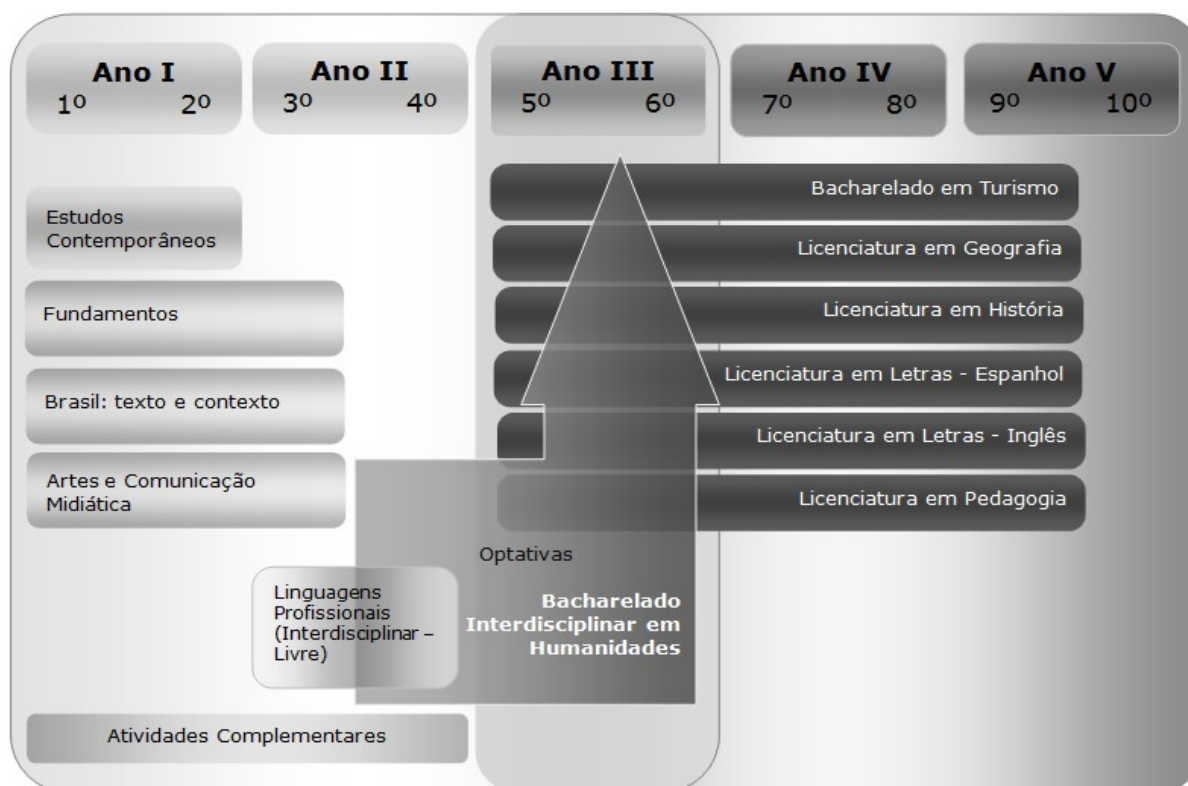 Ano I
1º 2º
Ano II
3º 4º
Ano III
5º 6º
Ano IV
7º 8º
Ano V
9º 10º
Estudos
Contemporâneos
Fundamentos
Brasil: texto e contexto
Artes e Comunicação
Midiática
Linguagens
Profissionais
(Interdisciplinar –
Livre)
Atividades Complementares
Bacharelado em Turismo
Licenciatura em Geografia
Licenciatura em História
Licenciatura em Letras - Espanhol
Licenciatura em Letras - Inglês
Licenciatura em Pedagogia
Optativas
Bacharelado
Interdisciplinar em
Humanidades